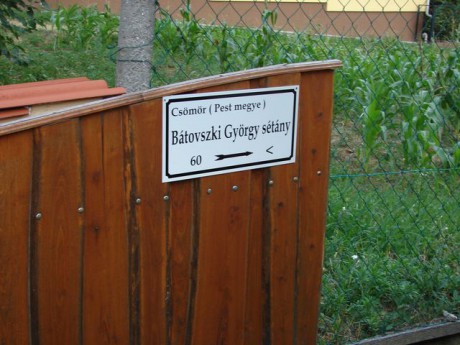 Csömör ( Pest megye )
Bátovszki György sétány
60 <